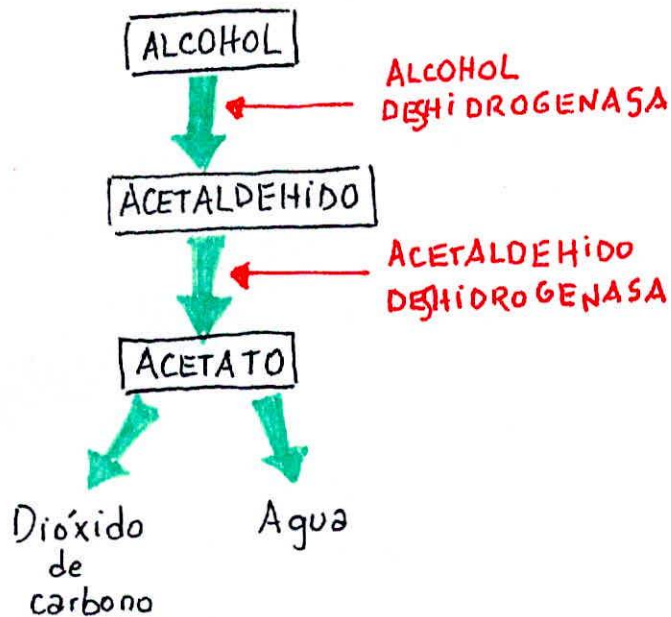 ALCOHOL
ALCOHOL
DESHiDROGENASA
ACETALDEHiDO
ACETALDEHiDO
DESHiDROGENASA
ACETATO
Dióxido
de
carbono
Agua